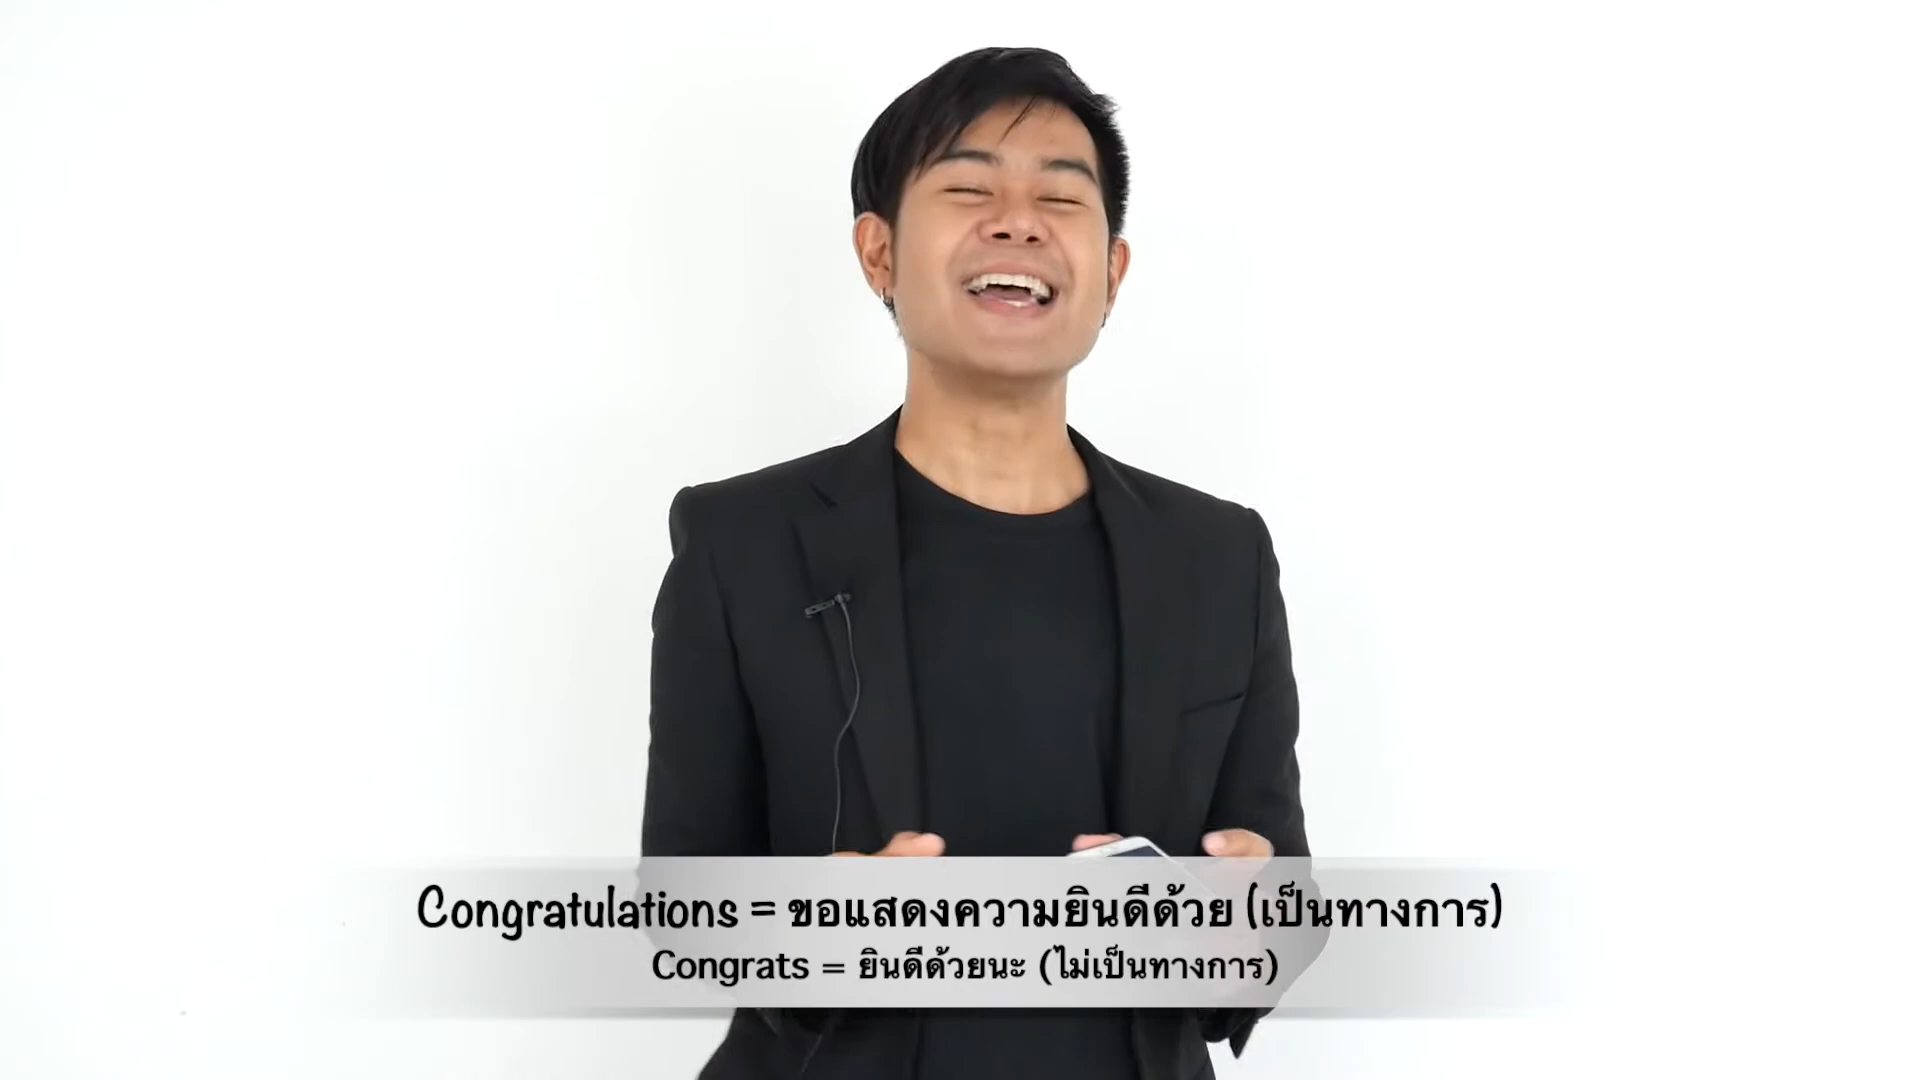 Congratulations = ขอแสดงความยินดีด้วย (เป็นทางการ)
Congrats = ยินดีด้วยนะ (ไม่เป็นทางการ)